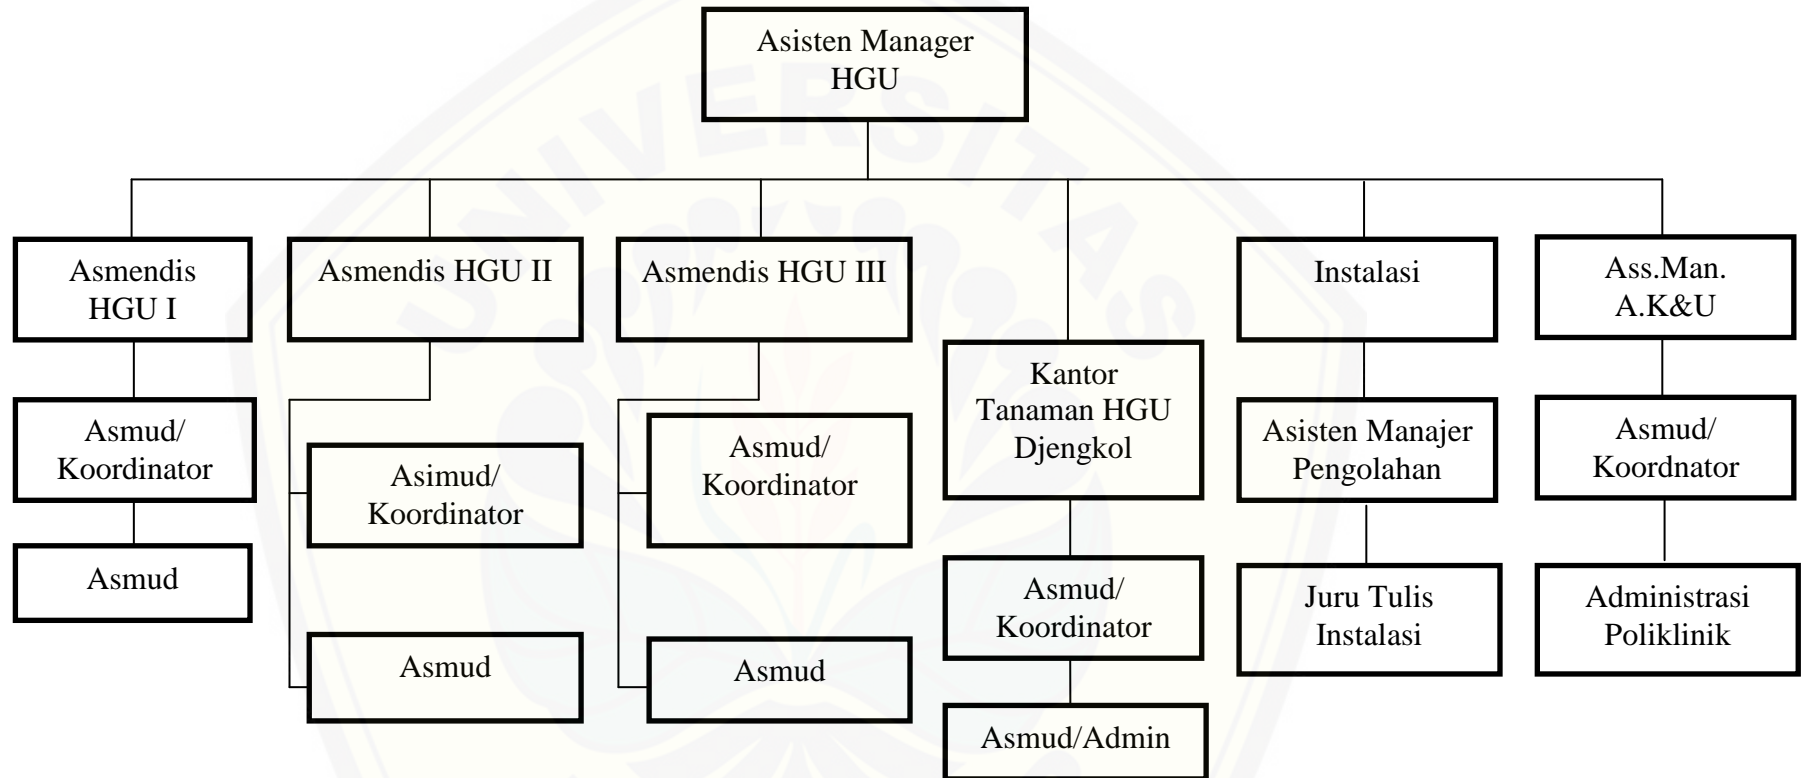 Asisten Manager
HGU
Asmendis
HGU I
Asmendis HGU II
Asmendis HGU III
Instalasi
Ass.Man.
A.K&U
Kantor
Tanaman HGU
Djengkol
Asmud/
Koordinator
Asimud/
Koordinator
Asmud/
Koordinator
Asisten Manajer
Pengolahan
Asmud/
Koordnator
Asmud
Asmud
Asmud
Asmud/
Koordinator
Juru Tulis
Instalasi
Administrasi
Poliklinik
Asmud/Admin
UNIVERSITAS